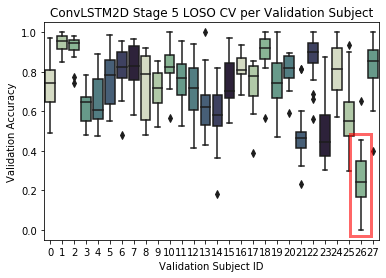 ConvLSTM2D Stage 5 LOSO CV per Validation Subject
Validation Accuracy
1.0
0.8
0.6
0.4
0.2
0.0
0 1 2 3 4 5 6 7 8 9 10 11 12 13 14 15 16 17 18 19 20 21 22 23 24 25 26 27
Validation Subject ID